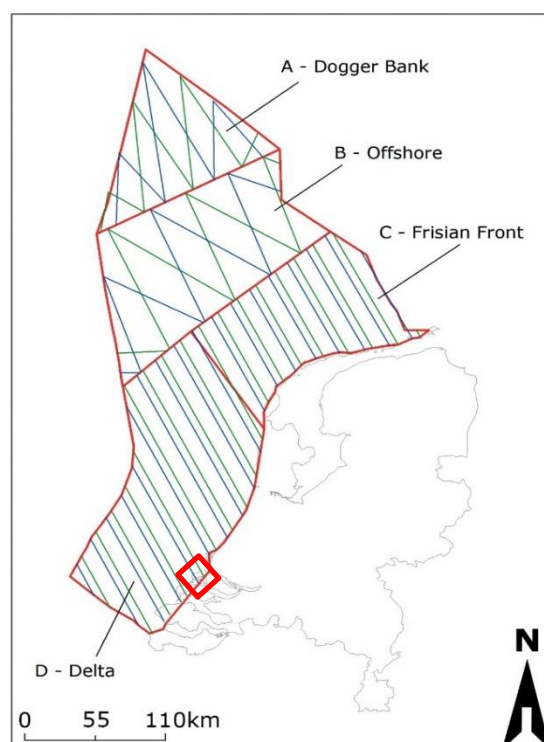 A - Dogger Bank
B - Offshore
C - Frisian Front
D - Delta
N
0 55 110km